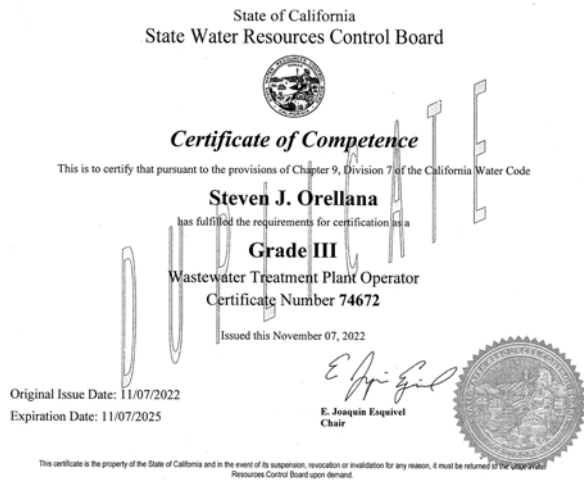 State of California
State Water Resources Control Board
Certificate of Competence
This is to certify that pursuant to the provisions of Chapter 9, Division 7 of the California Water Code
Steven J. Orellana
has fulfilled the requirements for certification as a
Grade III
Wastewater Treatment Plant Operator
Certificate Number 74672
Issued this November 07, 2022
DUPLICATE
Original Issue Date: 11/07/2022
Expiration Date: 11/07/2025
E. Joaquin Esquivel
Chair
This certificate is the property of the State of California and in the event of its suspension, revocation or invalidation for any reason, it must be returned to the State Water
Resources Control Board upon demand.